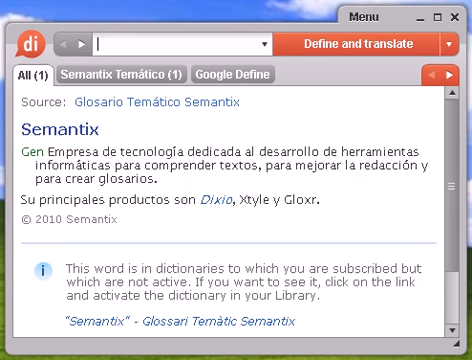 Menu
di
Define and translate
All (1)
Semantix Temático (1)
Google Define
Source: Glosario Temático Semantix
Semantix
Gen Empresa de tecnología dedicada al desarrollo de herramientas
informáticas para comprender textos, para mejorar la redacción y
para crear glosarios.
Su principales productos son Dixio, Xtyle y Gloxr.
© 2010 Semantix
i
This word is in dictionaries to which you are subscribed but
which are not active. If you want to see it, click on the link
and activate the dictionary in your Library.
"Semantix" - Glossari Temàtic Semantix